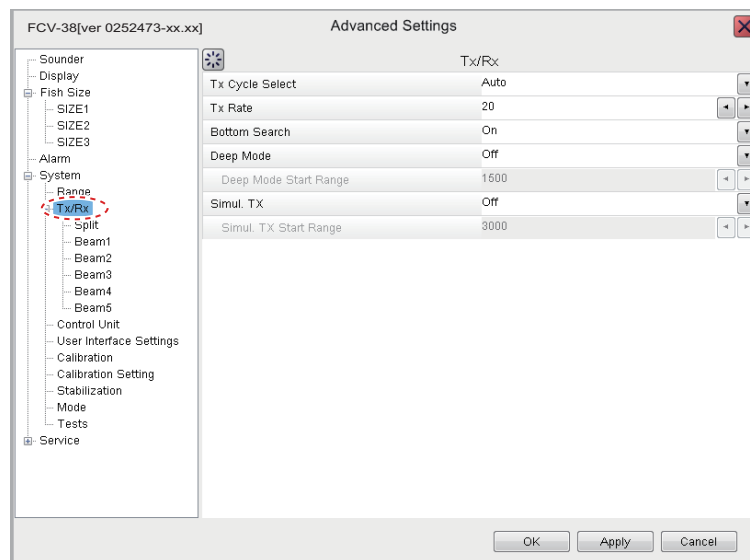 FCV-38[ver 0252473-xx.xx]
Advanced Settings
Sounder
Display
Fish Size
SIZE1
SIZE2
SIZE3
Alarm
System
Range
Tx/Rx
Split
Beam1
Beam2
Beam3
Beam4
Beam5
Control Unit
User Interface Settings
Calibration
Calibration Setting
Stabilization
Mode
Tests
Service
Tx/Rx
Tx Cycle Select Auto
Tx Rate 20
Bottom Search On
Deep Mode Off
Deep Mode Start Range 1500
Simul. TX Off
Simul. TX Start Range 3000
OK Apply Cancel